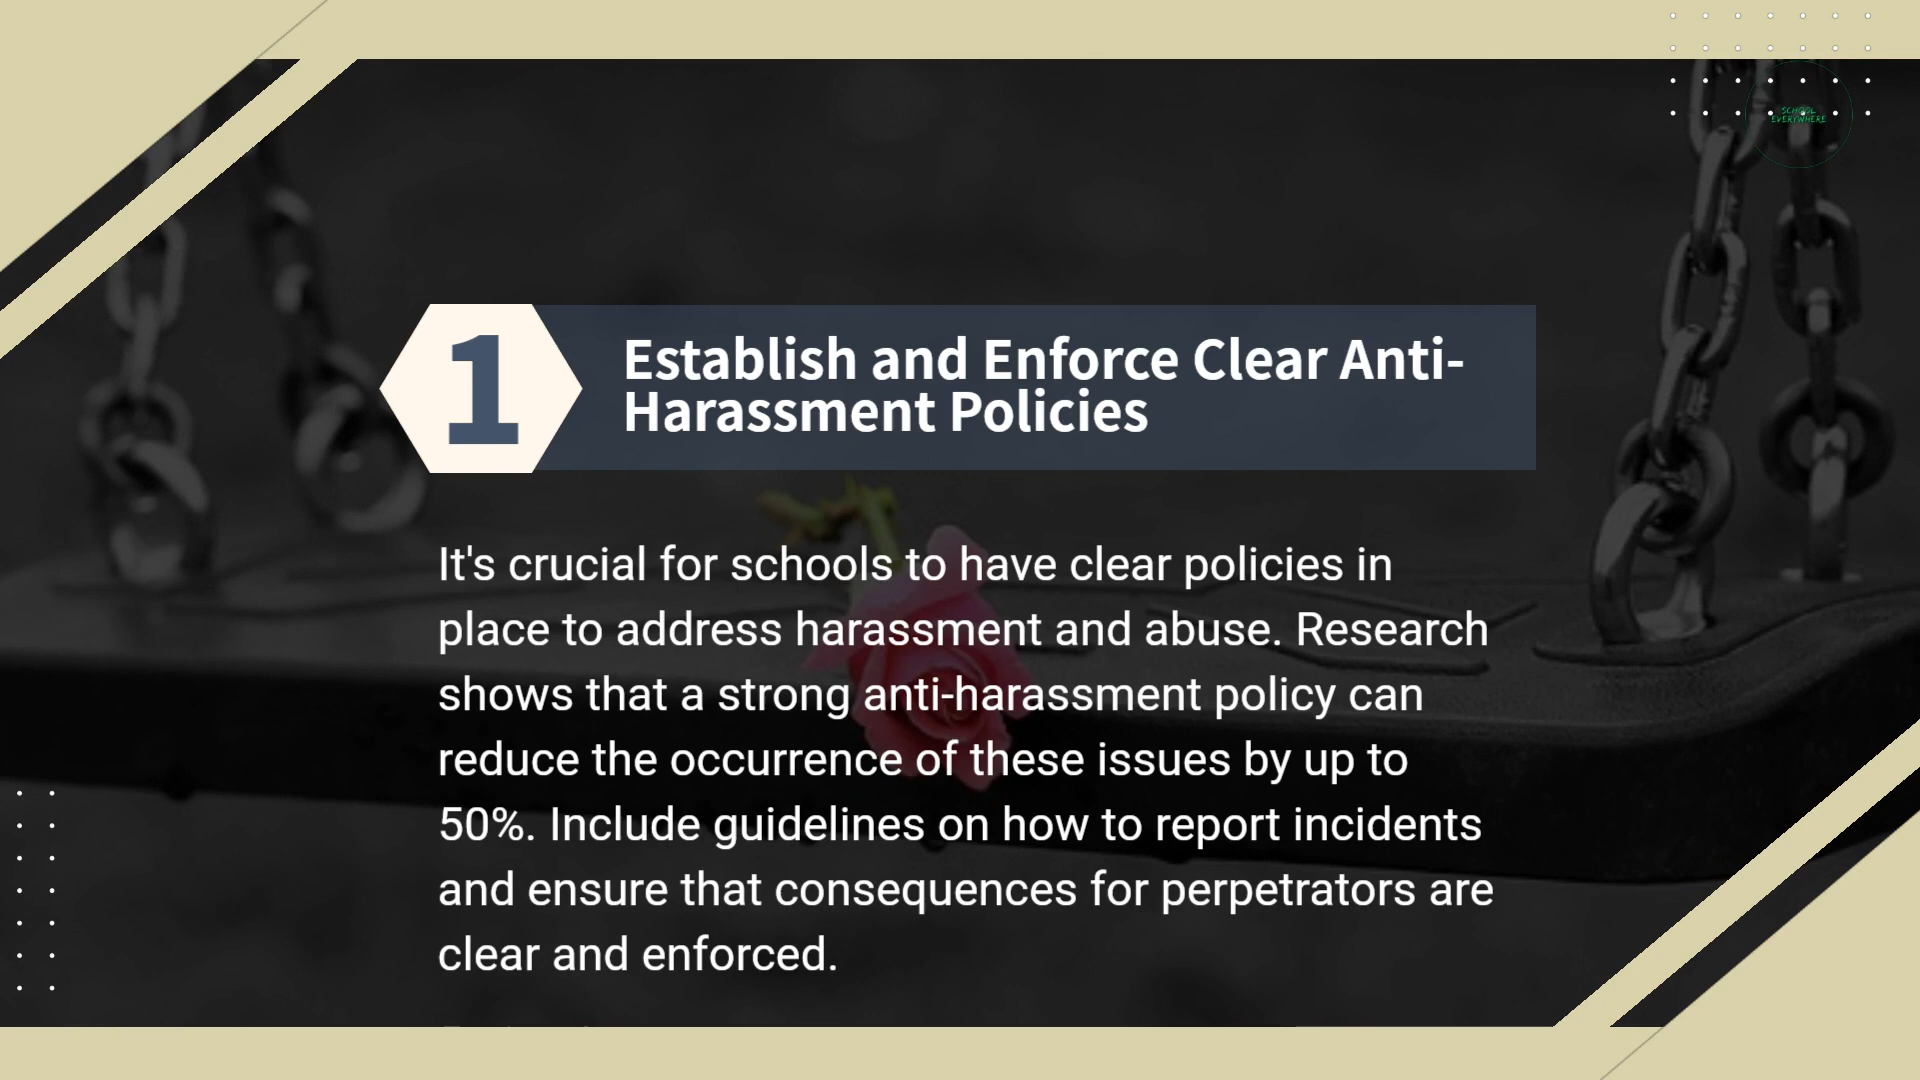 SCHOOL
EVERYWHERE
1
Establish and Enforce Clear Anti-
Harassment Policies
It's crucial for schools to have clear policies in
place to address harassment and abuse. Research
shows that a strong anti-harassment policy can
reduce the occurrence of these issues by up to
50%. Include guidelines on how to report incidents
and ensure that consequences for perpetrators are
clear and enforced.